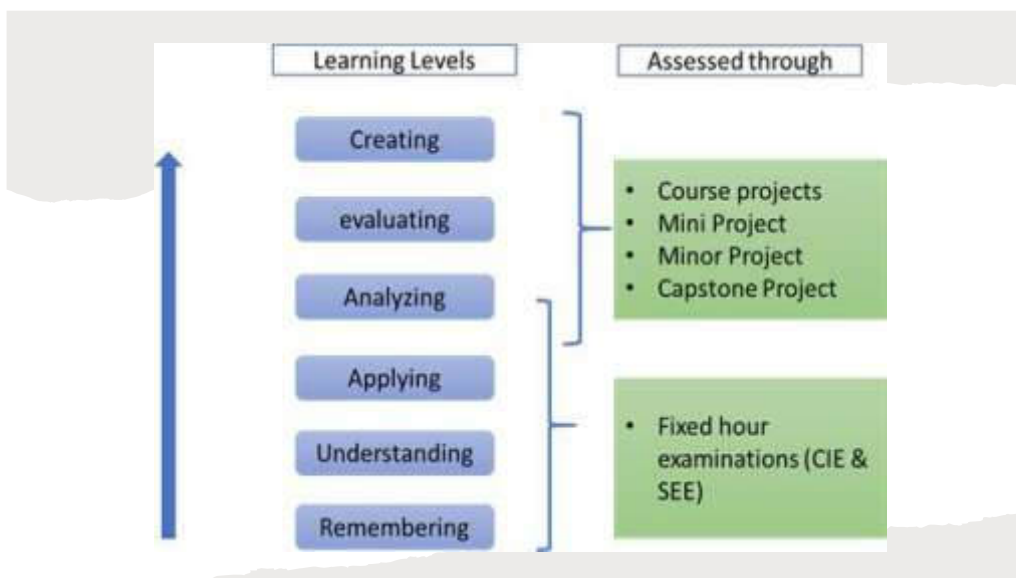 Learning Levels
Assessed through
Creating
evaluating
Analyzing
Applying
Understanding
Remembering
• Course projects
• Mini Project
• Minor Project
• Capstone Project
• Fixed hour
examinations (CIE &
SEE)